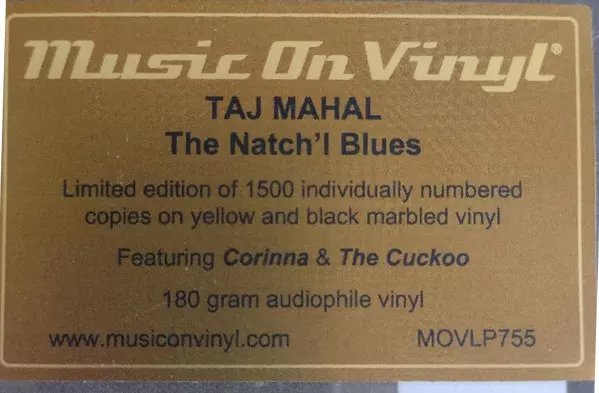 Music On Vinyl®
TAJ MAHAL
The Natch'l Blues
Limited edition of 1500 individually numbered
copies on yellow and black marbled vinyl
Featuring Corinna & The Cuckoo
180 gram audiophile vinyl
www.musiconvinyl.com MOVLP755